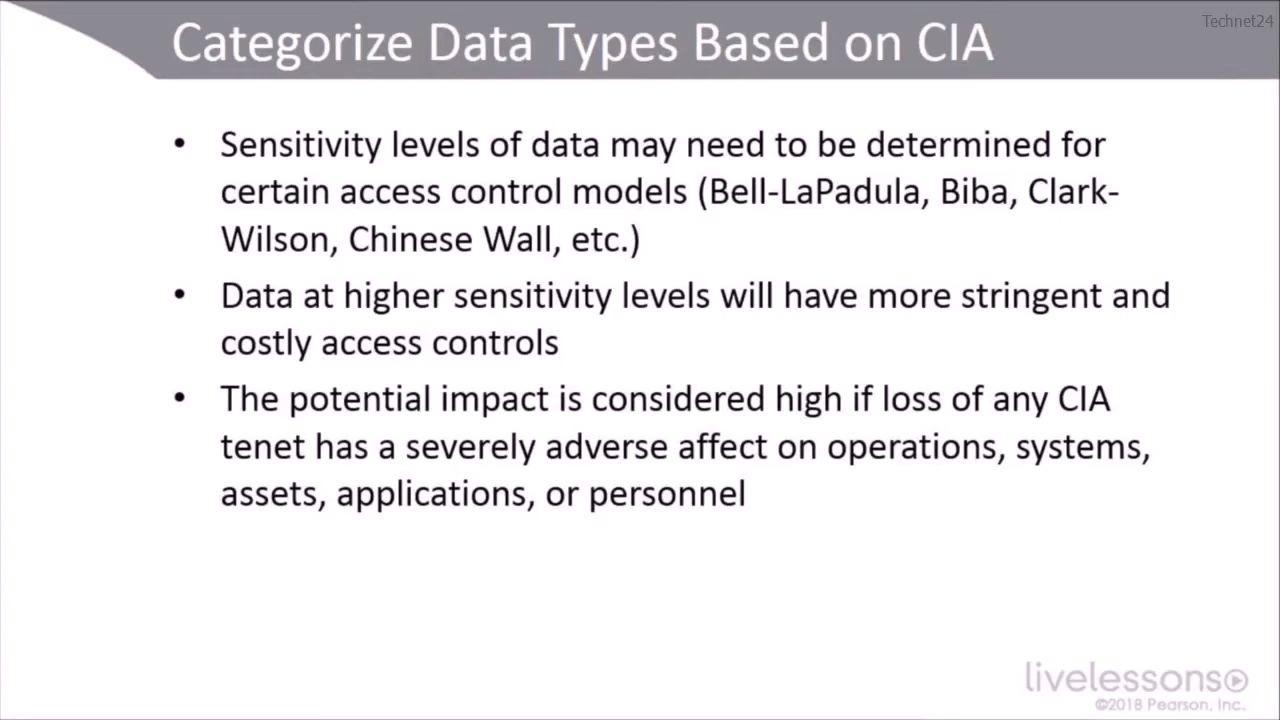 Technet24
Categorize Data Types Based on CIA
• Sensitivity levels of data may need to be determined for
certain access control models (Bell-LaPadula, Biba, Clark-
Wilson, Chinese Wall, etc.)
• Data at higher sensitivity levels will have more stringent and
costly access controls
• The potential impact is considered high if loss of any CIA
tenet has a severely adverse affect on operations, systems,
assets, applications, or personnel
livelessons
©2018 Pearson, Inc.